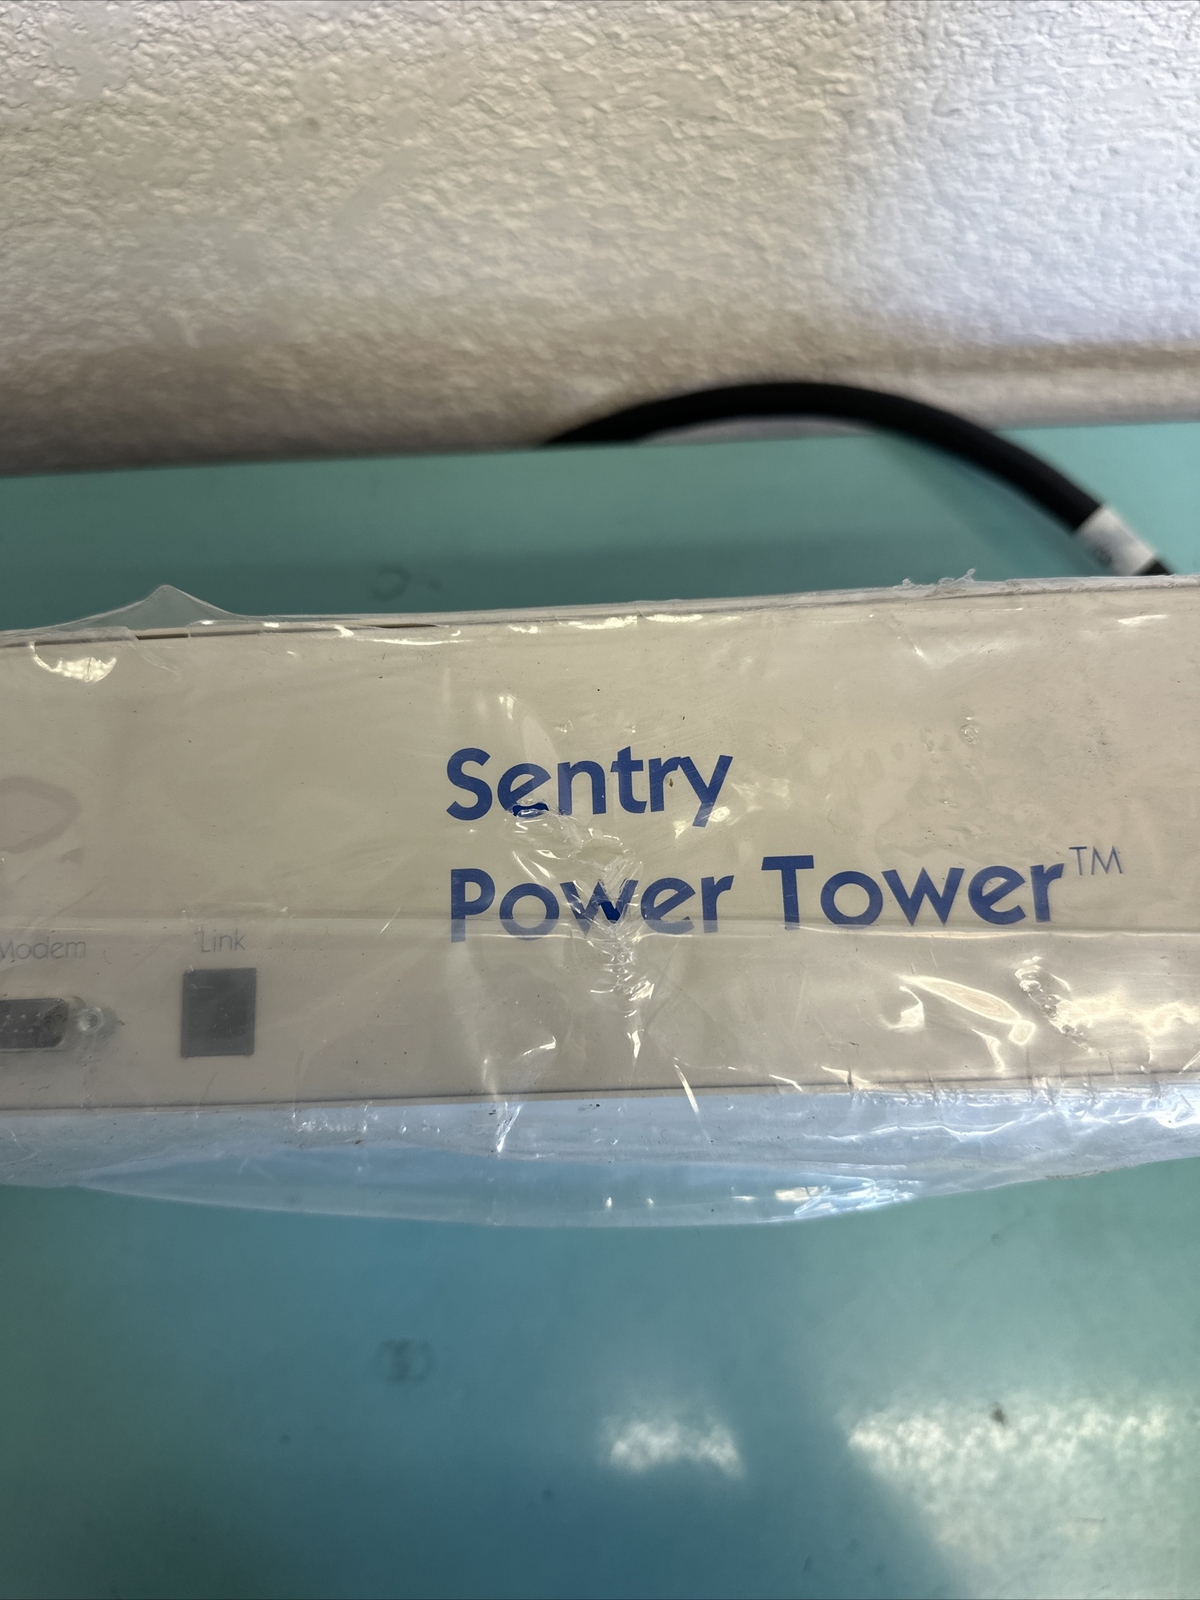 Sentry
Power Tower™
Modem
Link